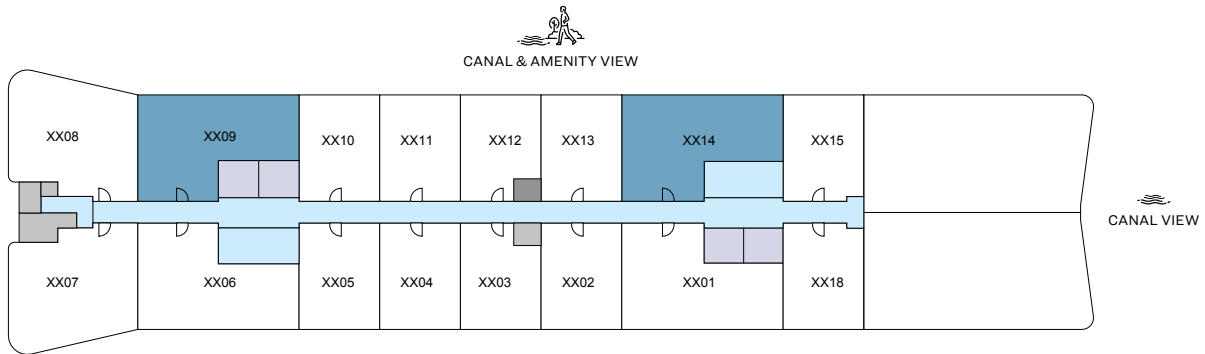 CANAL & AMENITY VIEW
XX08
XX09
XX10
XX11
XX12
XX13
XX14
XX15
CANAL VIEW
XX07
XX06
XX05
XX04
XX03
XX02
XX01
XX18